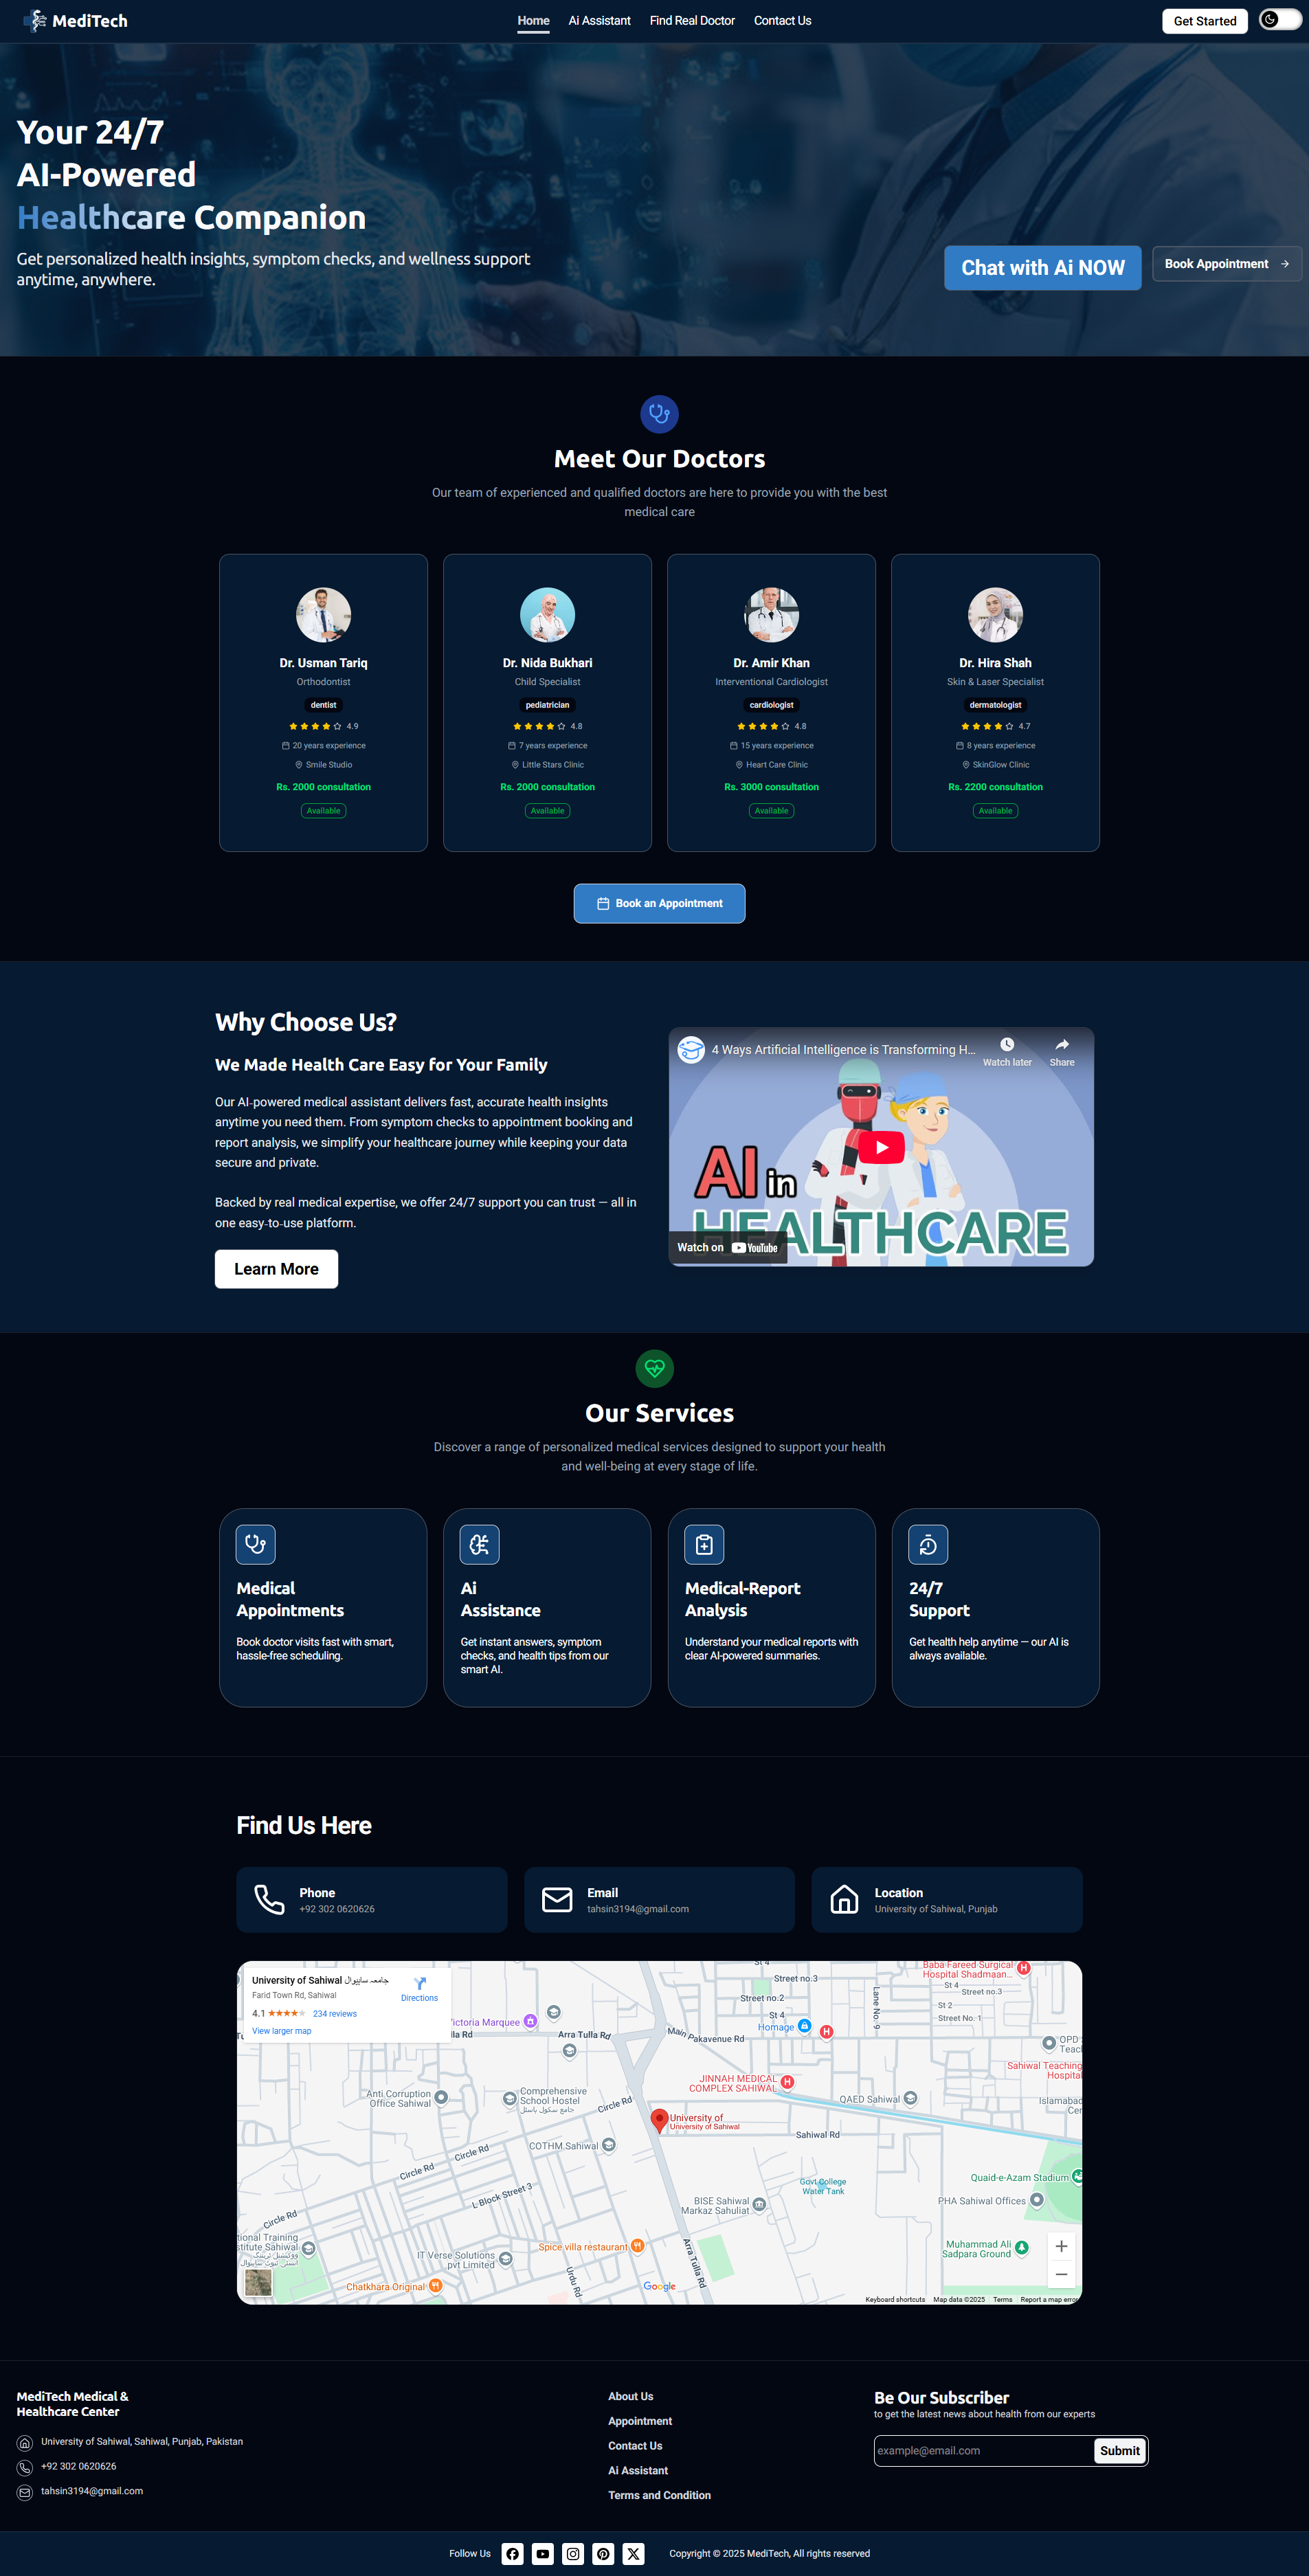 MediTech
Home
Ai Assistant
Find Real Doctor
Contact Us
Get Started
Your 24/7
AI-Powered
Healthcare Companion
Get personalized health insights, symptom checks, and wellness support
anytime, anywhere.
Chat with Ai NOW
Book Appointment
Meet Our Doctors
Our team of experienced and qualified doctors are here to provide you with the best
medical care
Dr. Usman Tariq
Orthodontist
dentist
4.9
20 years experience
Smile Studio
Rs. 2000 consultation
Available
Dr. Nida Bukhari
Child Specialist
pediatrician
4.8
7 years experience
Little Stars Clinic
Rs. 2000 consultation
Available
Dr. Amir Khan
Interventional Cardiologist
cardiologist
4.8
15 years experience
Heart Care Clinic
Rs. 3000 consultation
Available
Dr. Hira Shah
Skin & Laser Specialist
dermatologist
4.7
8 years experience
SkinGlow Clinic
Rs. 2200 consultation
Available
Book an Appointment
Why Choose Us?
We Made Health Care Easy for Your Family
Our AI-powered medical assistant delivers fast, accurate health insights
anytime you need them. From symptom checks to appointment booking and
report analysis, we simplify your healthcare journey while keeping your data
secure and private.
Backed by real medical expertise, we offer 24/7 support you can trust — all in
one easy-to-use platform.
Learn More
4 Ways Artificial Intelligence is Transforming H...
Watch later
Share
AI in
HEALTHCARE
Watch on YouTube
Our Services
Discover a range of personalized medical services designed to support your health
and well-being at every stage of life.
Medical
Appointments
Book doctor visits fast with smart,
hassle-free scheduling.
Ai
Assistance
Get instant answers, symptom
checks, and health tips from our
smart AI.
Medical-Report
Analysis
Understand your medical reports with
clear AI-powered summaries.
24/7
Support
Get health help anytime — our AI is
always available.
Find Us Here
Phone
+92 302 0620626
Email
tahsin3194@gmail.com
Location
University of Sahiwal, Punjab
University of Sahiwal جامعہ ساہیوال
Farid Town Rd, Sahiwal
4.1
234 reviews
View larger map
Directions
St 4
Street no.3
Street no.2
St 4
Lane No.-9
Baba Fareed Surgical
Hospital Shadmaan...
St 4
Street no.3
St 2
Street No. 1
Victoria Marquee
lla Rd
Arra Tulla Rd
Main Pakavenue Rd
Homage
OPD
Teach
Sahiwal Teaching
Hospital
JINNAH MEDICAL
COMPLEX SAHIWAL
QAED Sahiwal
Islamabad
Cen
Anti Corruption
Office Sahiwal
Comprehensive
School Hostel
Circle Rd
University of
University of Sahiwal
Sahiwal Rd
COTHM Sahiwal
Circle Rd
Circle Rd
Quaid-e-Azam Stadium
Govt College
Water Tank
L Block Street 3
BISE Sahiwal
Markaz Sahuliat
PHA Sahiwal Offices
Circle Rd
tional Training
stitute Sahiwal
Muhammad Ali
Sadpara Ground
Spice villa restaurant
IT Verse Solutions
pvt Limited
Arra Tulla Rd
Urdu Rd
Chatkhara Original
Google
Keyboard shortcuts
Map data ©2025
Terms
Report a map error
MediTech Medical &
Healthcare Center
University of Sahiwal, Sahiwal, Punjab, Pakistan
+92 302 0620626
tahsin3194@gmail.com
About Us
Appointment
Contact Us
Ai Assistant
Terms and Condition
Be Our Subscriber
to get the latest news about health from our experts
example@email.com
Submit
Follow Us
Copyright © 2025 MediTech, All rights reserved